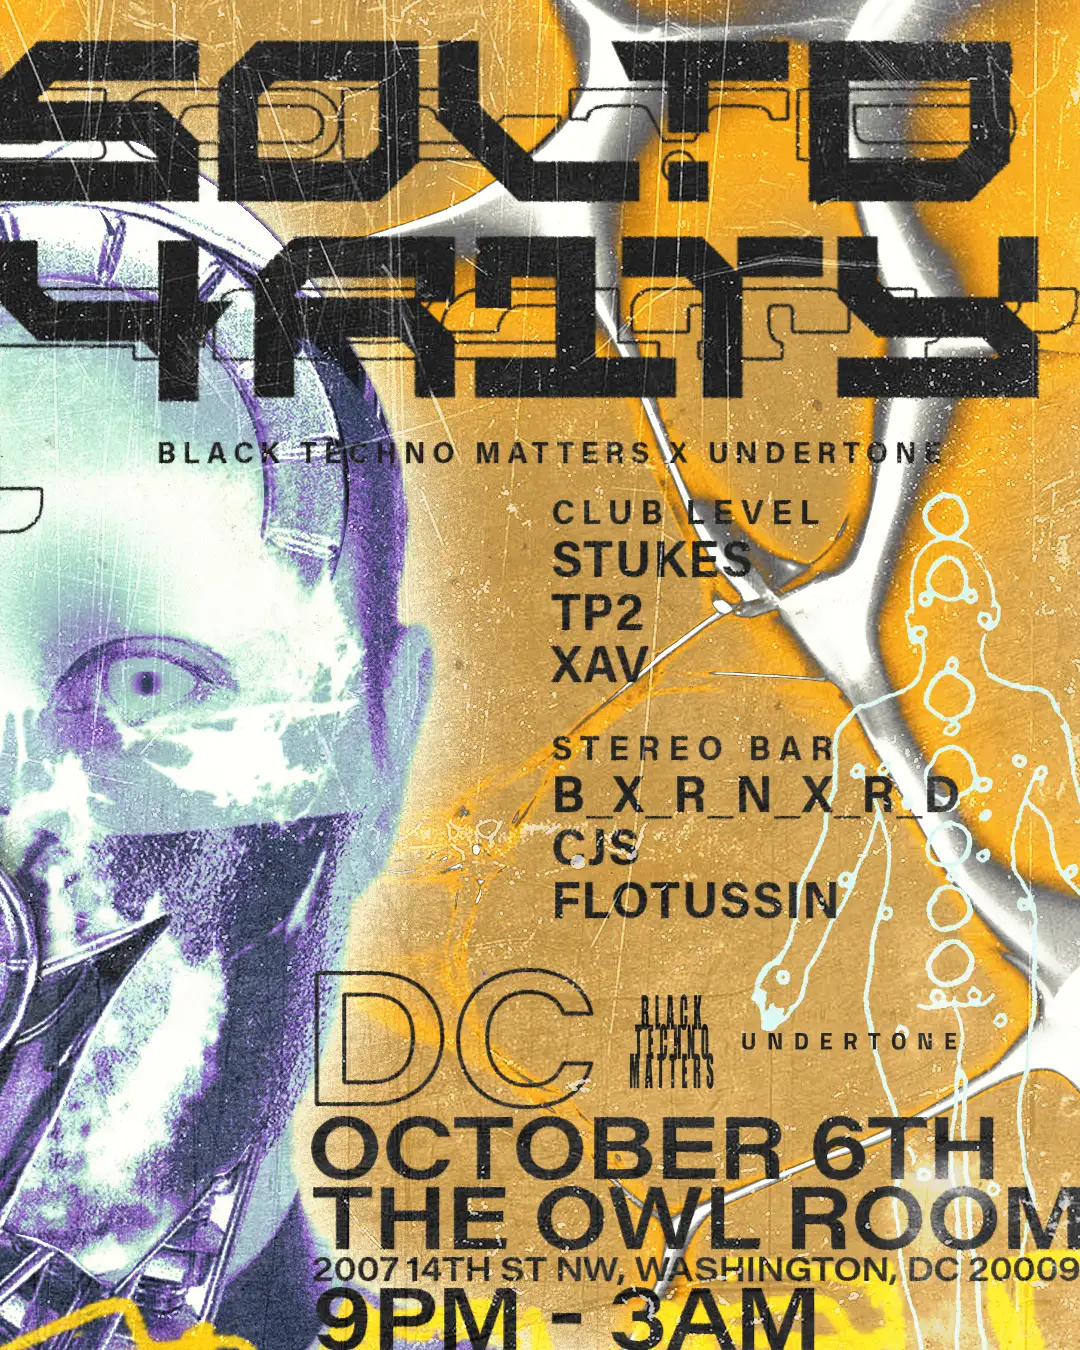 SOLID
4RITY
BLACK TECHNO MATTERS X UNDERTONE
CLUB LEVEL
STUKES
TP2
XAV
STEREO BAR
B_X_R_N_X_R_D
CJS
FLOTUSSIN
DC
BLACK
TECHNO
MATTERS
UNDERTONE
OCTOBER 6TH
THE OWL ROOM
2007 14TH ST NW, WASHINGTON, DC 20009
9PM - 3AM